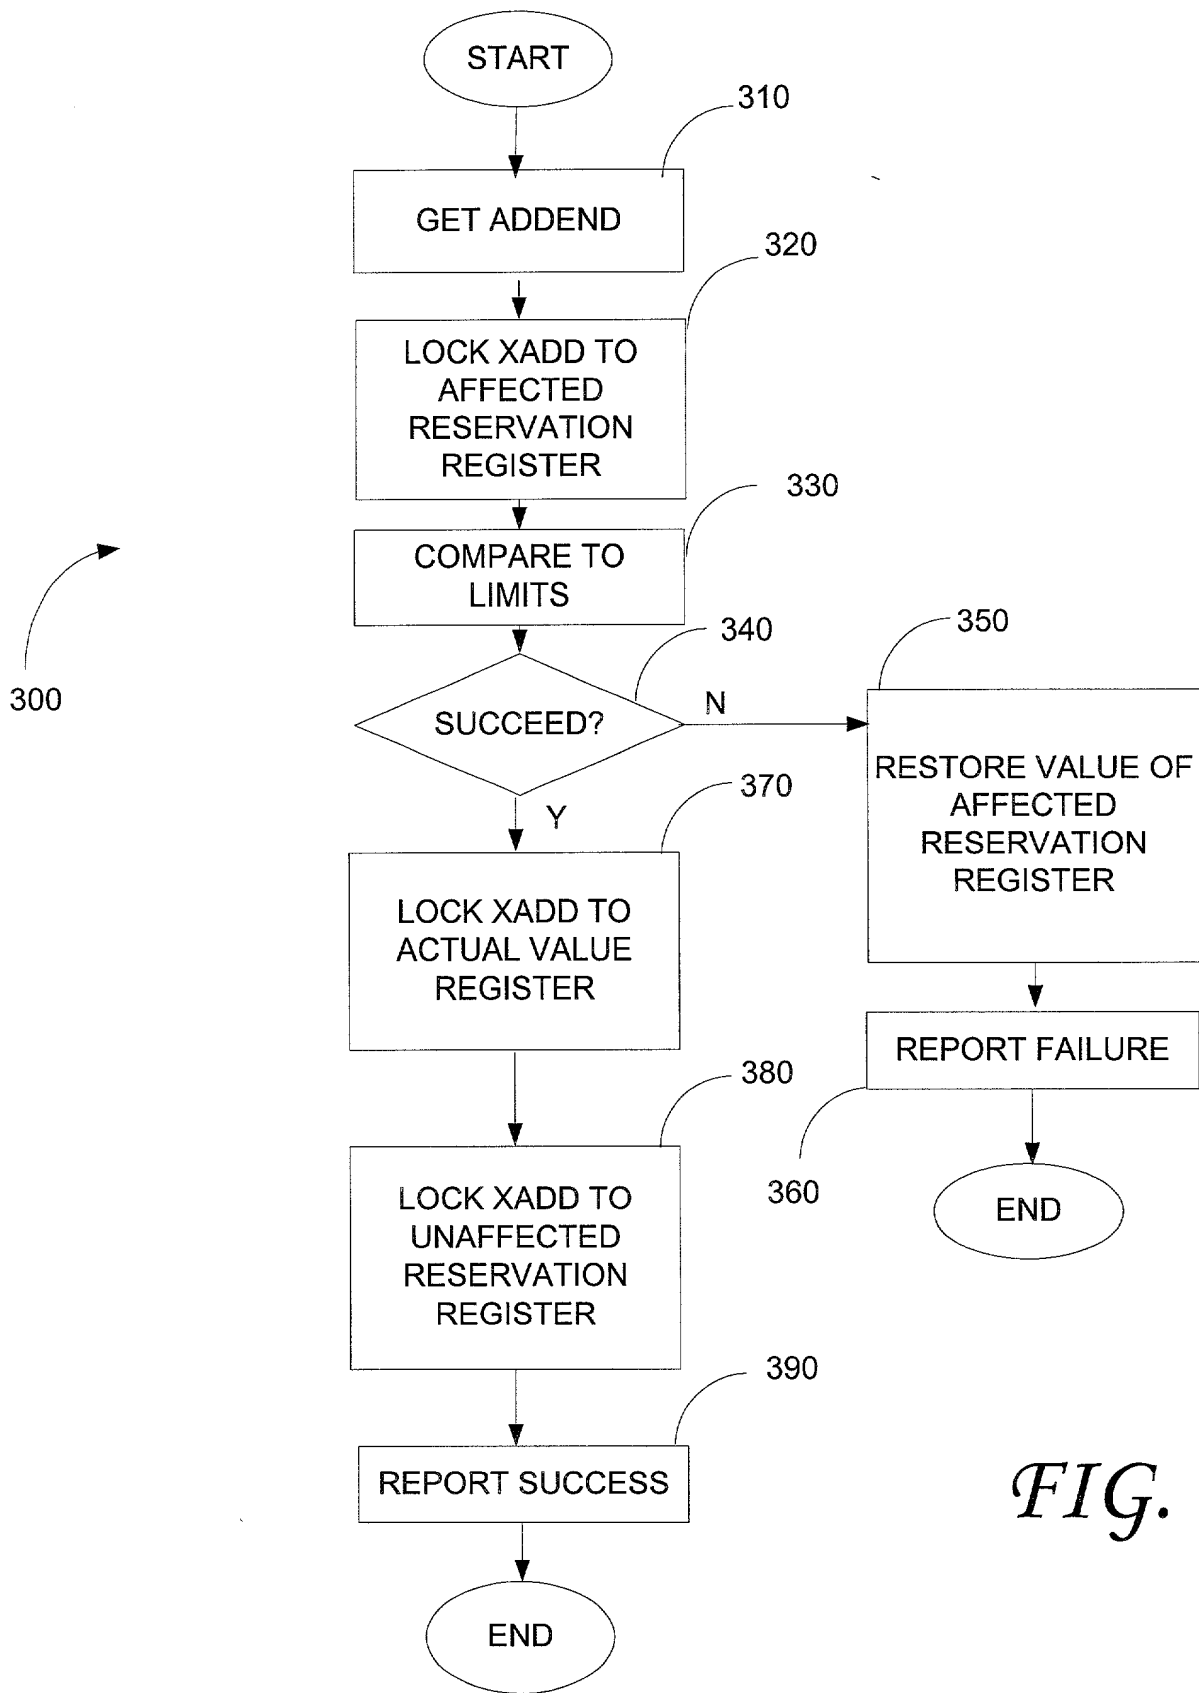 START
310
GET ADDEND
320
LOCK XADD TO
AFFECTED
RESERVATION
REGISTER
330
COMPARE TO
LIMITS
300
340
SUCCEED?
N
350
RESTORE VALUE OF
AFFECTED
RESERVATION
REGISTER
Y
370
LOCK XADD TO
ACTUAL VALUE
REGISTER
REPORT FAILURE
360
END
380
LOCK XADD TO
UNAFFECTED
RESERVATION
REGISTER
390
REPORT SUCCESS
END
FIG.